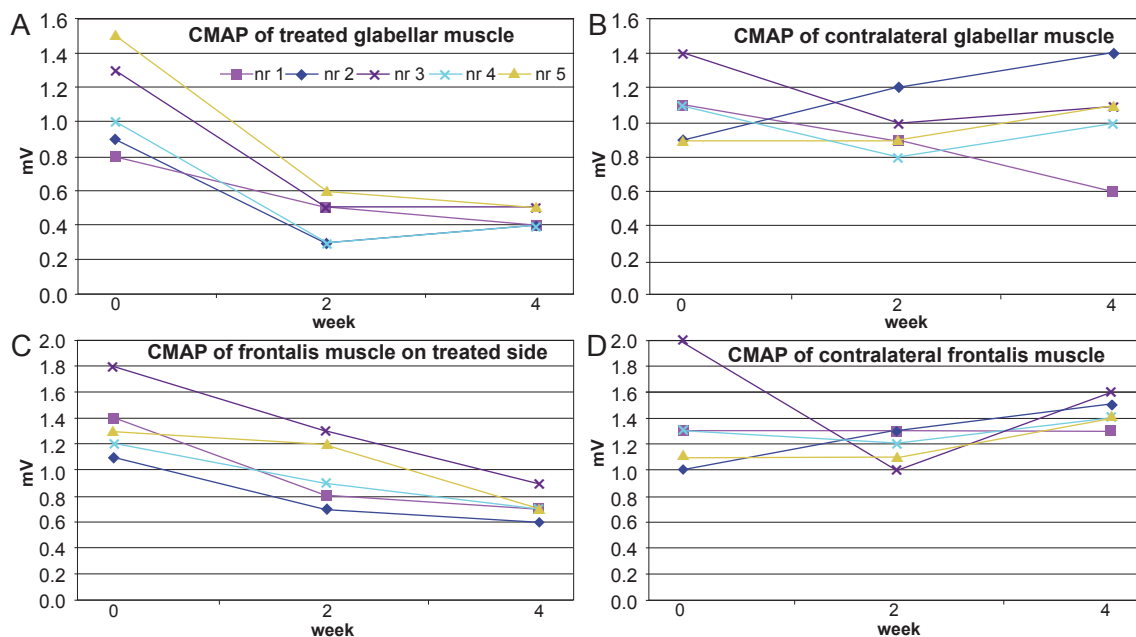 A
CMAP of treated glabellar muscle
nr 1 nr 2 nr 3 nr 4 nr 5
1.6
1.4
1.2
1.0
0.8
0.6
0.4
0.2
0.0
mV
0 2 4
week
B
CMAP of contralateral glabellar muscle
1.6
1.4
1.2
1.0
0.8
0.6
0.4
0.2
0.0
mV
0 2 4
week
C
CMAP of frontalis muscle on treated side
2.0
1.8
1.6
1.4
1.2
1.0
0.8
0.6
0.4
0.2
0.0
mV
0 2 4
week
D
CMAP of contralateral frontalis muscle
2.0
1.8
1.6
1.4
1.2
1.0
0.8
0.6
0.4
0.2
0.0
mV
0 2 4
week